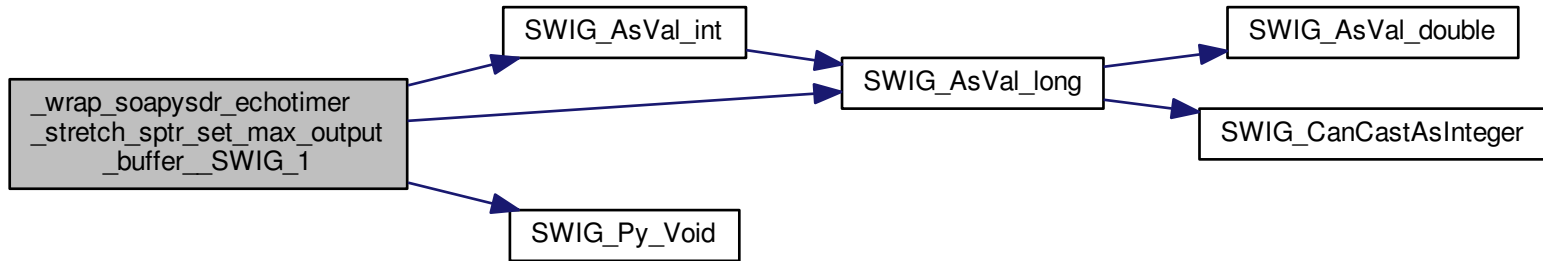 _wrap_soapysdr_echotimer
_stretch_sptr_set_max_output
_buffer__SWIG_1
SWIG_AsVal_int
SWIG_Py_Void
SWIG_AsVal_long
SWIG_AsVal_double
SWIG_CanCastAsInteger